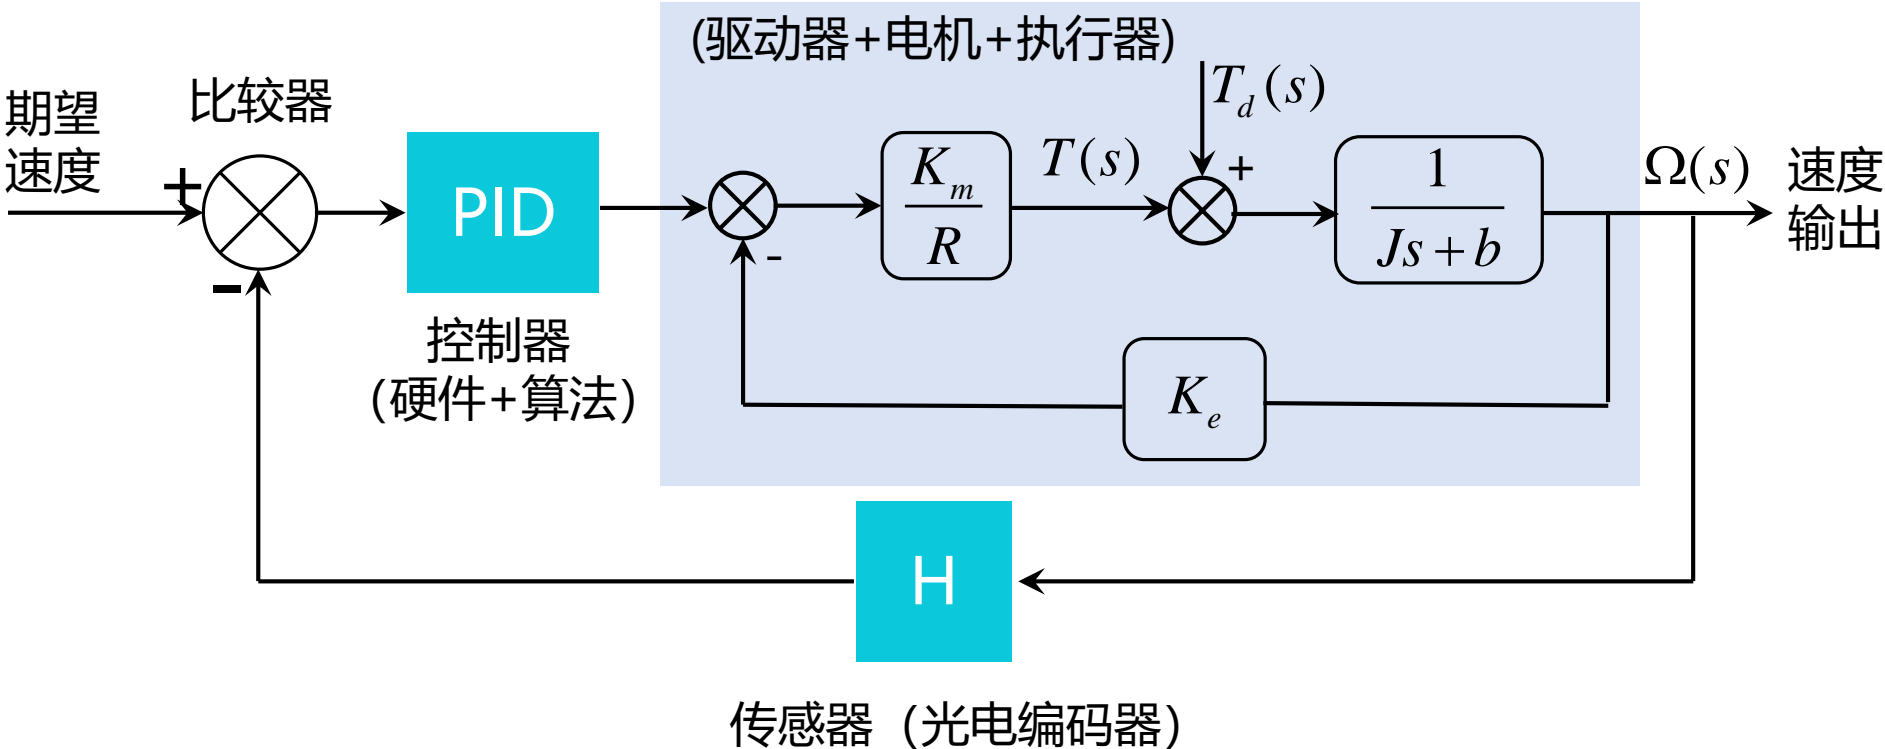 (驱动器+电机+执行器)
期望
速度
比较器
+
-
PID
控制器
(硬件+算法)
-
K_m
R
T(s)
T_d(s)
+
1
Js+b
Ω(s)
速度
输出
K_e
H
传感器 (光电编码器)